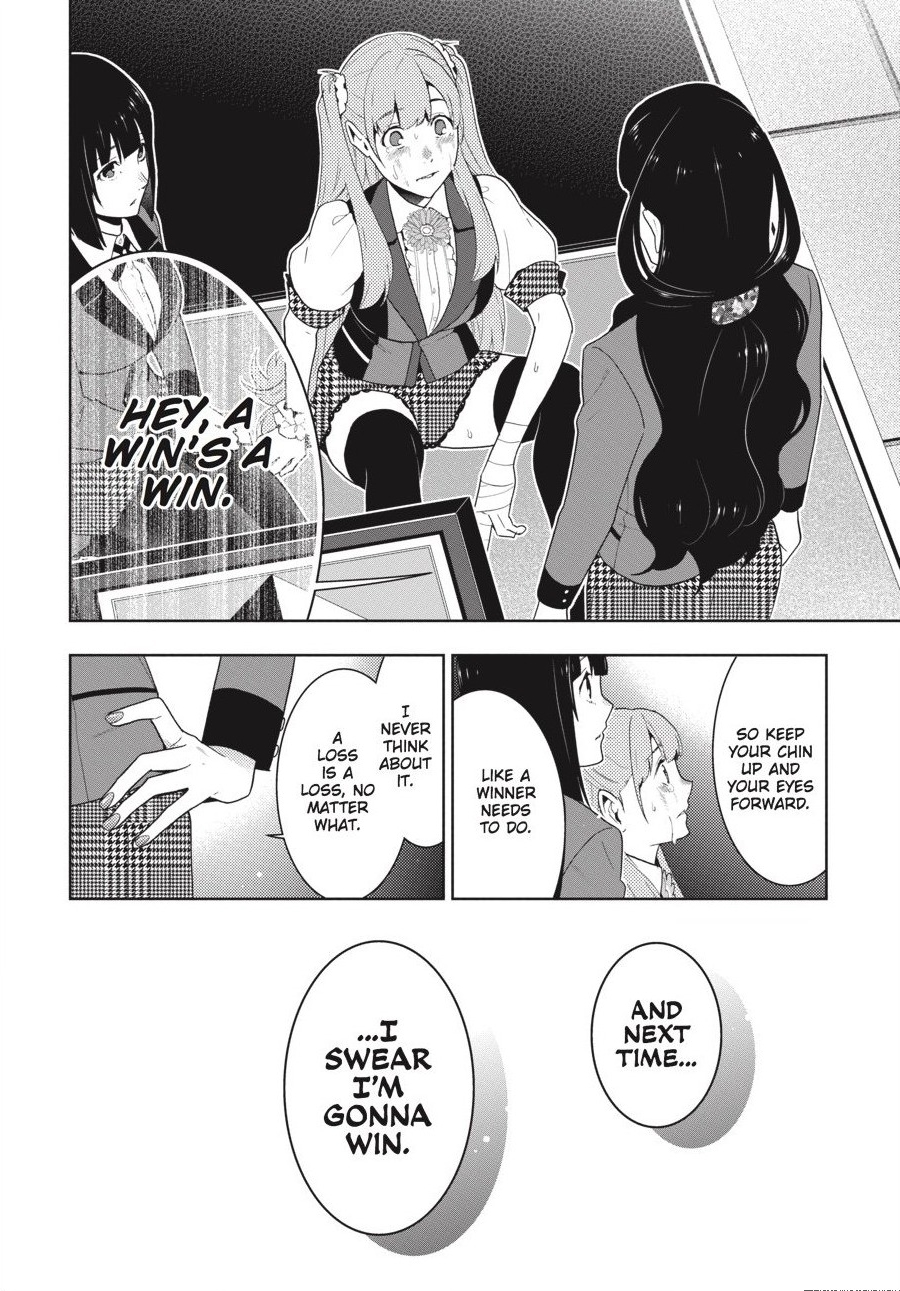 HEY, A
WIN'S A
WIN.
SO KEEP
YOUR CHIN
UP AND
YOUR EYES
FORWARD.
LIKE A
WINNER
NEEDS
TO DO.
I
NEVER
THINK
ABOUT
IT.
A
LOSS
IS A
LOSS, NO
MATTER
WHAT.
AND
NEXT
TIME...
...I
SWEAR
I'M
GONNA
WIN.